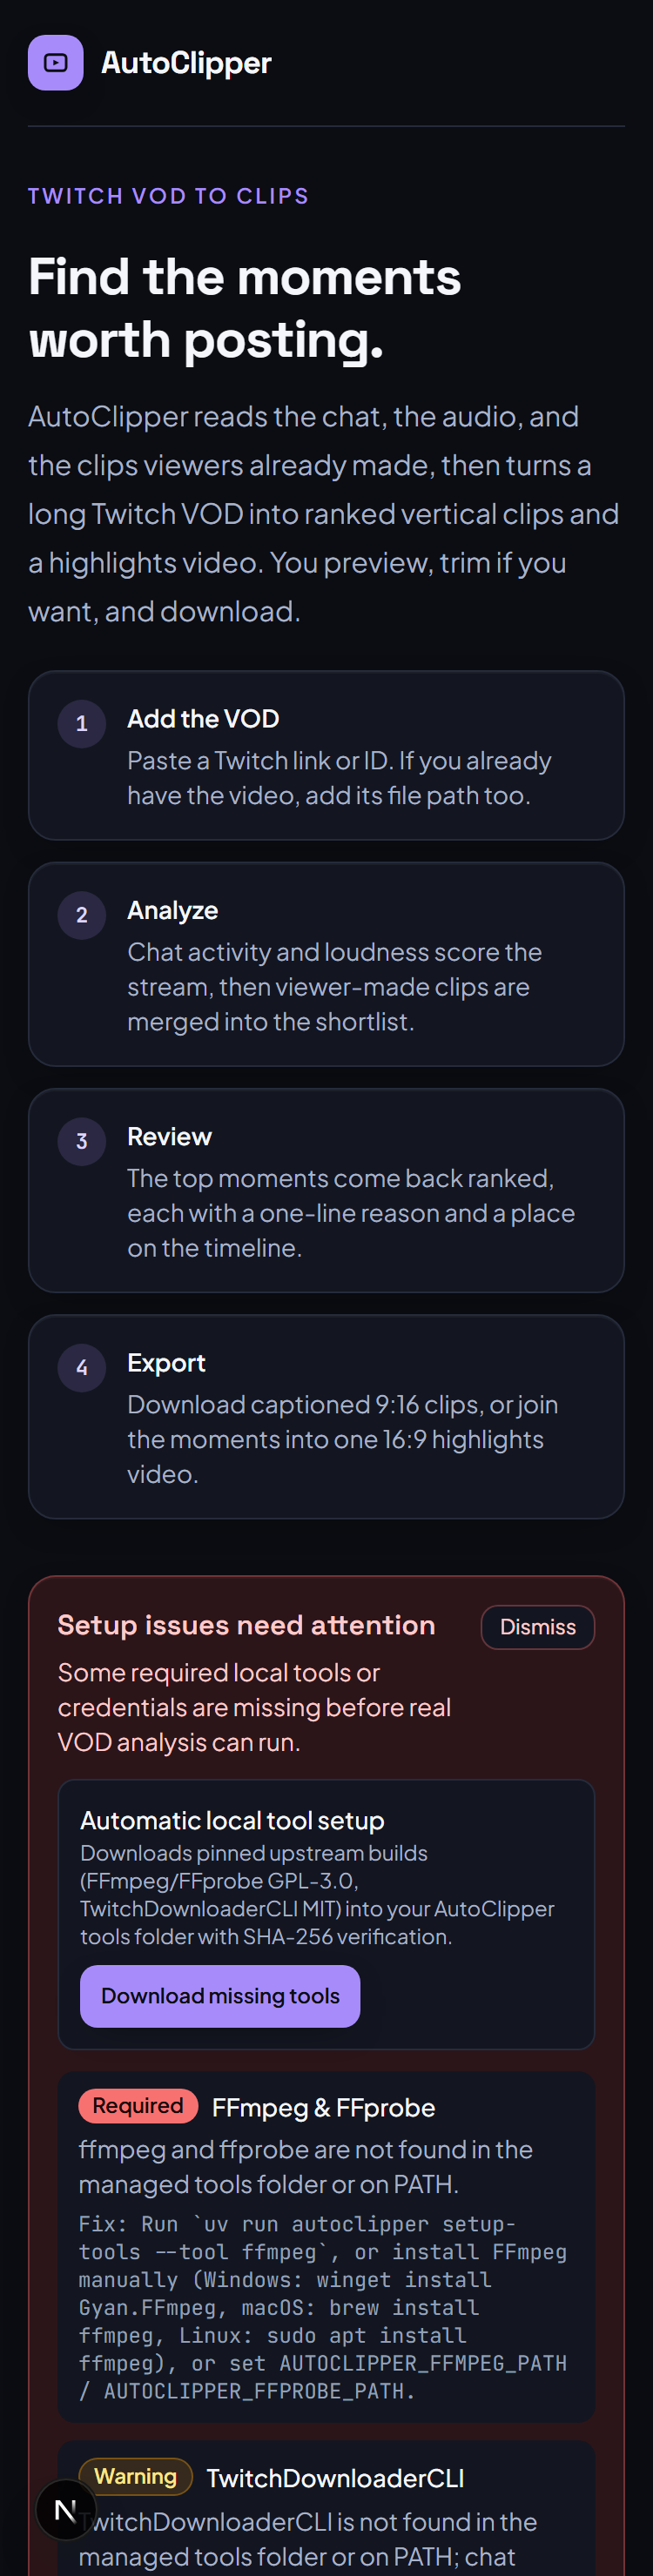 AutoClipper
TWITCH VOD TO CLIPS
Find the moments
worth posting.
AutoClipper reads the chat, the audio, and
the clips viewers already made, then turns a
long Twitch VOD into ranked vertical clips and
a highlights video. You preview, trim if you
want, and download.
1
Add the VOD
Paste a Twitch link or ID. If you already
have the video, add its file path too.
2
Analyze
Chat activity and loudness score the
stream, then viewer-made clips are
merged into the shortlist.
3
Review
The top moments come back ranked,
each with a one-line reason and a place
on the timeline.
4
Export
Download captioned 9:16 clips, or join
the moments into one 16:9 highlights
video.
Setup issues need attention
Dismiss
Some required local tools or
credentials are missing before real
VOD analysis can run.
Automatic local tool setup
Downloads pinned upstream builds
(FFmpeg/FFprobe GPL-3.0,
TwitchDownloaderCLI MIT) into your AutoClipper
tools folder with SHA-256 verification.
Download missing tools
Required FFmpeg & FFprobe
ffmpeg and ffprobe are not found in the
managed tools folder or on PATH.
Fix: Run `uv run autoclipper setup-
tools --tool ffmpeg`, or install FFmpeg
manually (Windows: winget install
Gyan.FFmpeg, macOS: brew install
ffmpeg, Linux: sudo apt install
ffmpeg), or set AUTOCLIPPER_FFMPEG_PATH
/ AUTOCLIPPER_FFPROBE_PATH.
Warning TwitchDownloaderCLI
N
TwitchDownloaderCLI is not found in the
managed tools folder or on PATH; chat